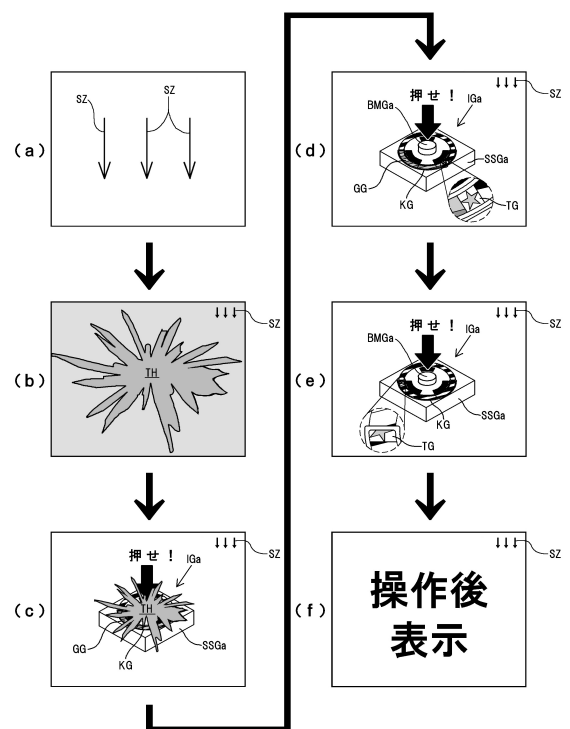 (a)
SZ
SZ
(b)
TH
SZ
(c)
押せ！
TH
IGa
SZ
GG
KG
SSGa
(d)
押せ！
BMGa
IGa
SZ
SSGa
GG
KG
TG
(e)
押せ！
BMGa
IGa
SZ
SSGa
KG
TG
(f)
SZ
操作後
表示